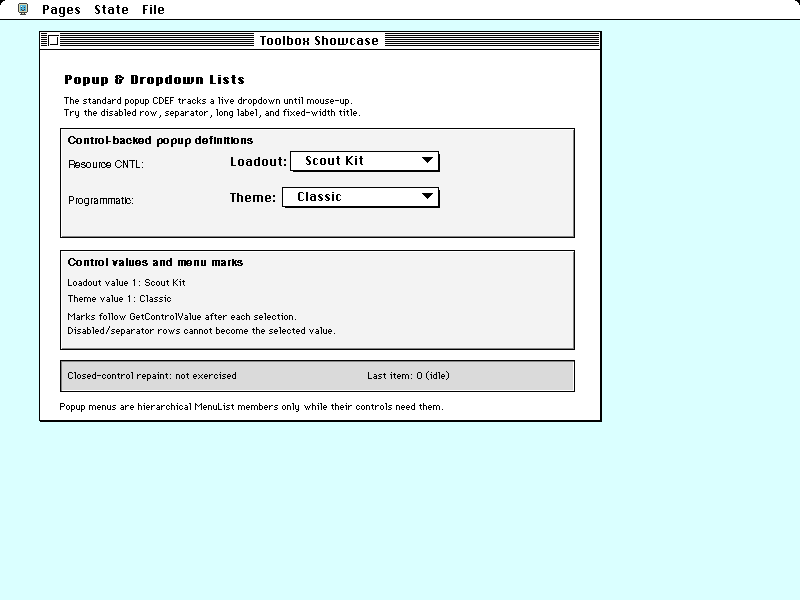 Pages State File
Toolbox Showcase
Popup & Dropdown Lists
The standard popup CDEF tracks a live dropdown until mouse-up.
Try the disabled row, separator, long label, and fixed-width title.
Control-backed popup definitions
Resource CNTL: Loadout: Scout Kit
Programmatic: Theme: Classic
Control values and menu marks
Loadout value 1: Scout Kit
Theme value 1: Classic
Marks follow GetControlValue after each selection.
Disabled/separator rows cannot become the selected value.
Closed-control repaint: not exercised Last item: 0 (idle)
Popup menus are hierarchical MenuList members only while their controls need them.